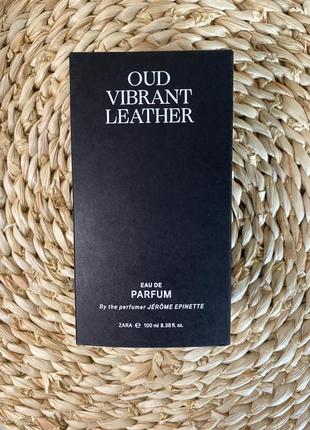 OUD
VIBRANT
LEATHER
EAU DE
PARFUM
By the perfumer JÉRÔME EPINETTE
ZARA ℮ 100 ml 3.38 fl. oz.